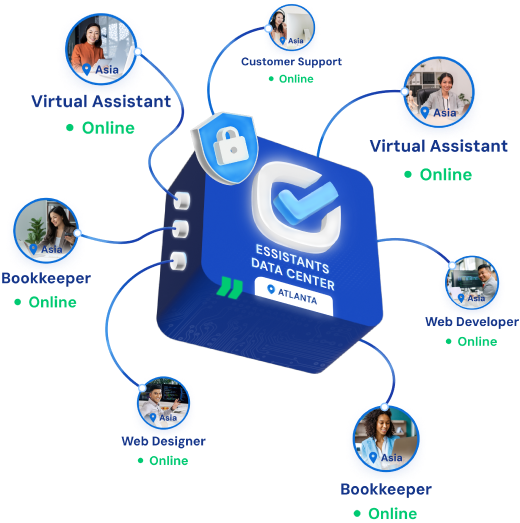 Asia
Virtual Assistant
Online
Asia
Customer Support
Online
Asia
Virtual Assistant
Online
Asia
Bookkeeper
Online
ESSISTANTS
DATA CENTER
ATLANTA
Asia
Web Developer
Online
Asia
Web Designer
Online
Asia
Bookkeeper
Online